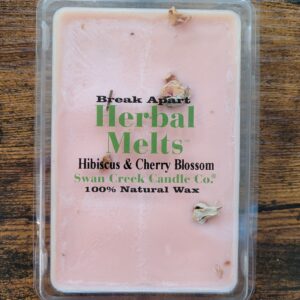 Break Apart
Herbal
Melts
Hibiscus & Cherry Blossom
Swan Creek Candle Co.®
100% Natural Wax